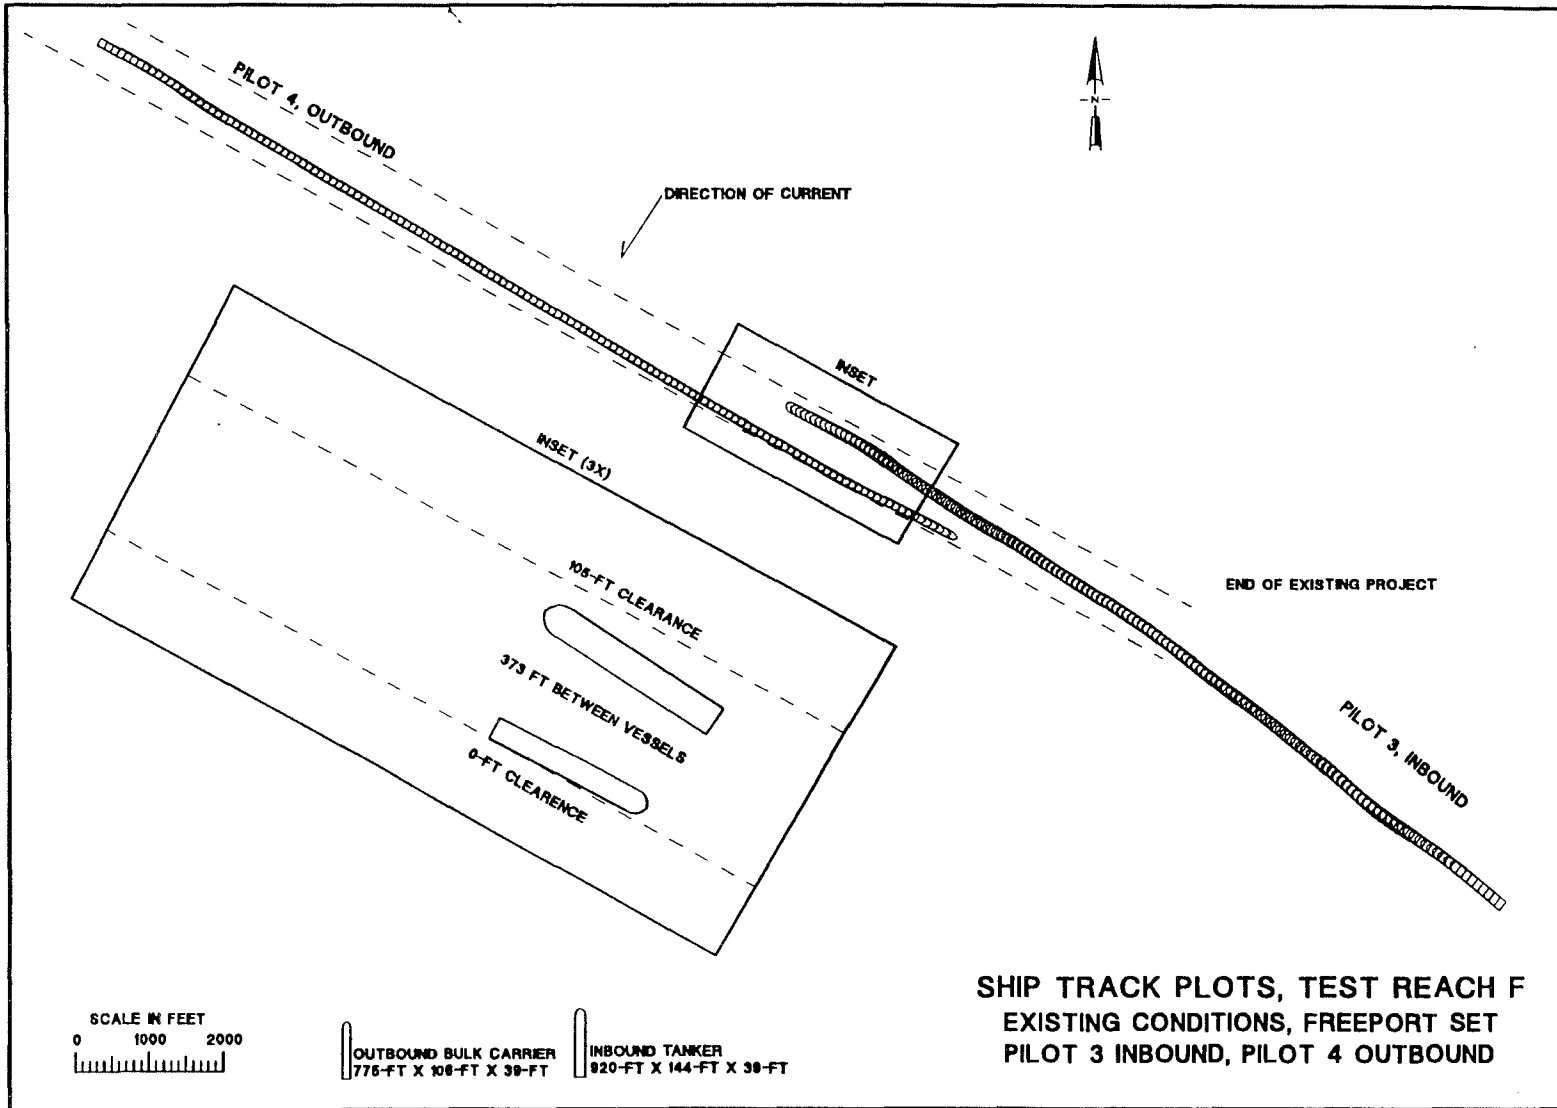 PILOT 4, OUTBOUND
N
DIRECTION OF CURRENT
INSET
INSET (3X)
105-FT CLEARANCE
373 FT BETWEEN VESSELS
0-FT CLEARENCE
END OF EXISTING PROJECT
PILOT 3, INBOUND
SCALE IN FEET
0 1000 2000
OUTBOUND BULK CARRIER
775-FT X 106-FT X 39-FT
INBOUND TANKER
920-FT X 144-FT X 39-FT
SHIP TRACK PLOTS, TEST REACH F
EXISTING CONDITIONS, FREEPORT SET
PILOT 3 INBOUND, PILOT 4 OUTBOUND